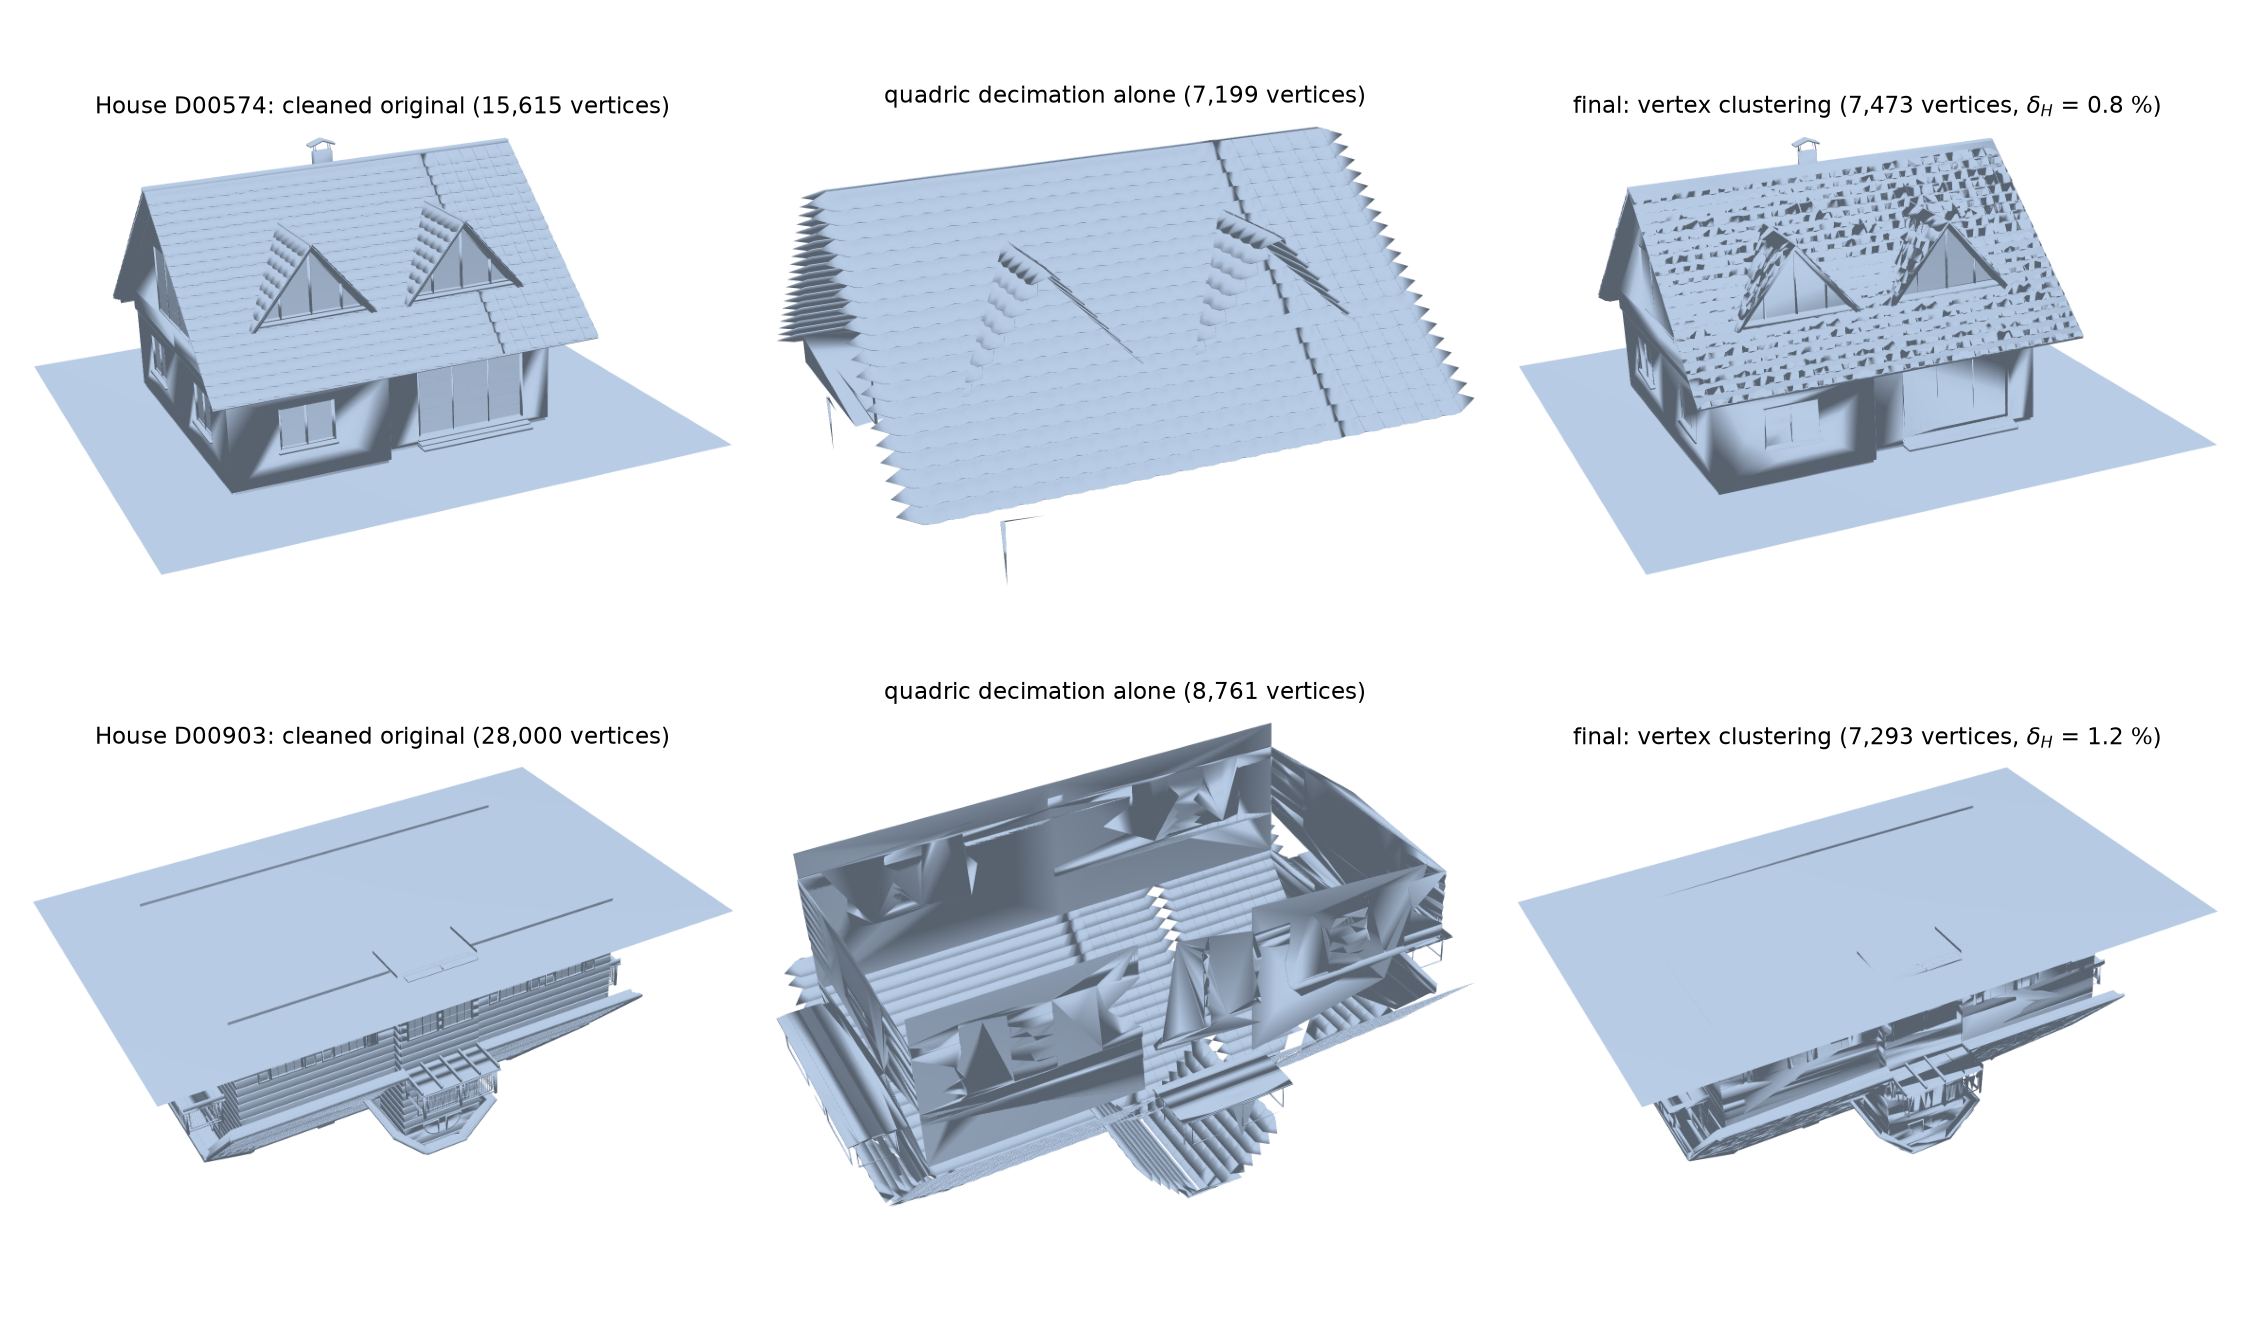 House D00574: cleaned original (15,615 vertices)
quadric decimation alone (7,199 vertices)
final: vertex clustering (7,473 vertices, δ_H = 0.8 %)
House D00903: cleaned original (28,000 vertices)
quadric decimation alone (8,761 vertices)
final: vertex clustering (7,293 vertices, δ_H = 1.2 %)